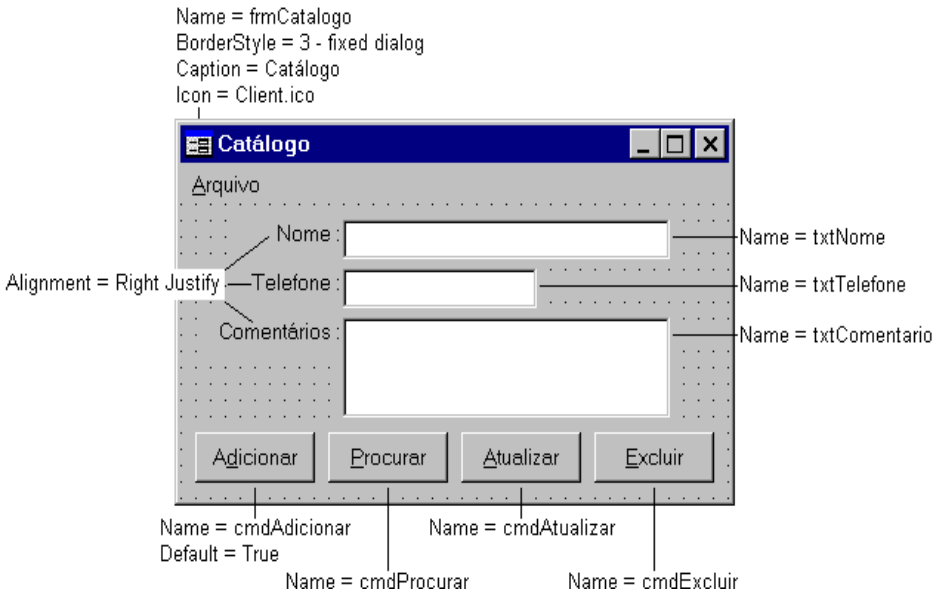 Name = frmCatalogo
BorderStyle = 3 - fixed dialog
Caption = Catálogo
Icon = Client.ico
Catálogo
Arquivo
Nome :
Name = txtNome
Alignment = Right Justify
Telefone :
Name = txtTelefone
Comentários :
Name = txtComentario
Adicionar Procurar Atualizar Excluir
Name = cmdAdicionar Name = cmdAtualizar
Default = True
Name = cmdProcurar Name = cmdExcluir